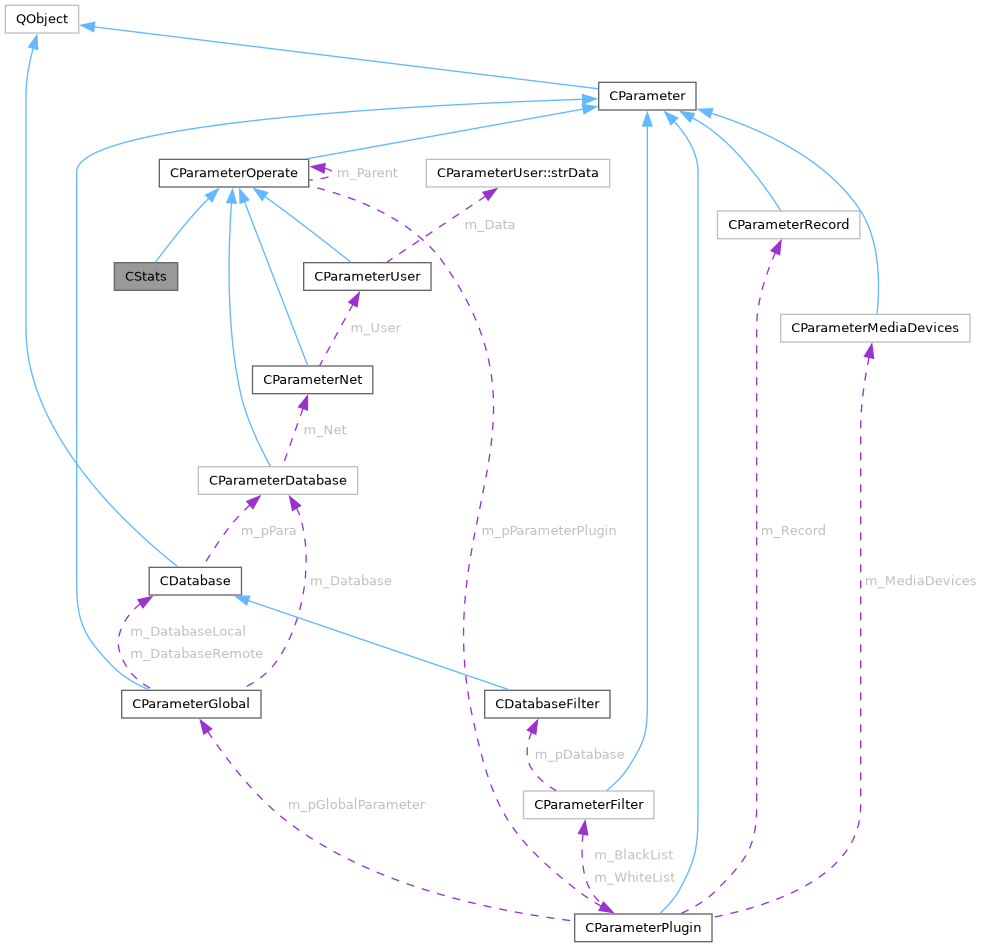 QObject
CParameter
CParameterOperate
m_Parent
CParameterUser::strData
CParameterRecord
m_Data
CStats
CParameterUser
m_User
CParameterMediaDevices
CParameterNet
m_Net
CParameterDatabase
m_pPara
m_pParameterPlugin
m_Record
CDatabase
m_Database
m_MediaDevices
m_DatabaseLocal
m_DatabaseRemote
CParameterGlobal
CDatabaseFilter
m_pDatabase
m_pGlobalParameter
CParameterFilter
m_BlackList
m_WhiteList
CParameterPlugin